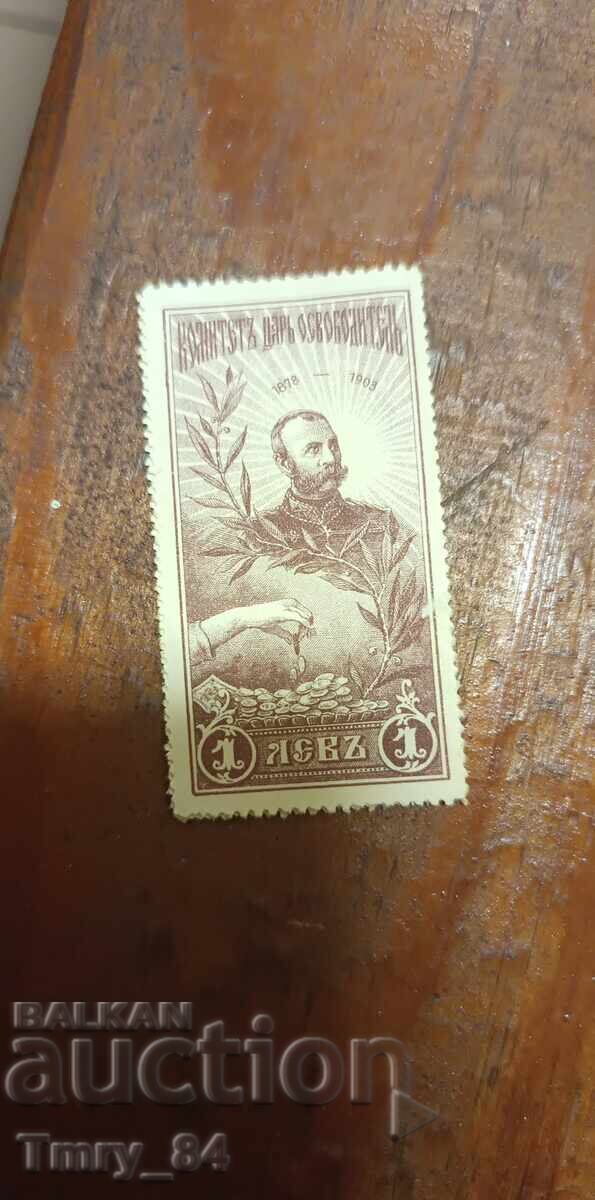 КОМИТЕТЪ ЦАРЬ ОСВОБОДИТЕЛЬ
1878 — 1903
1 ЛЕВЪ 1
BALKAN
auction
Tmry_84